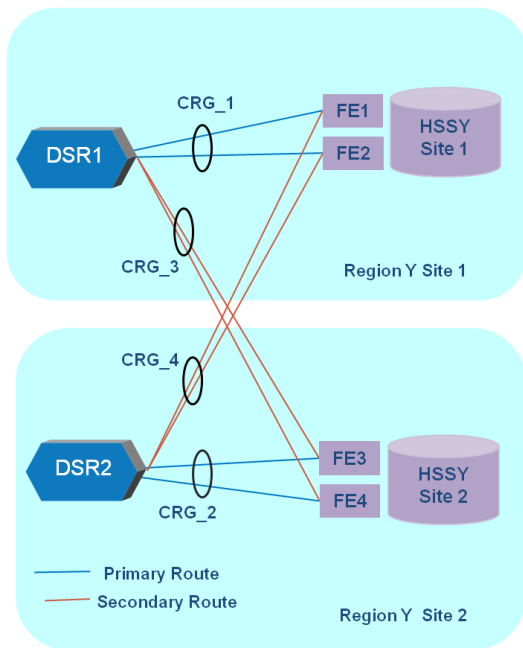 CRG_1
FE1
HSSY
Site 1
DSR1
FE2
CRG_3
Region Y Site 1
CRG_4
DSR2
FE3
HSSY
Site 2
FE4
CRG_2
Primary Route
Secondary Route
Region Y Site 2